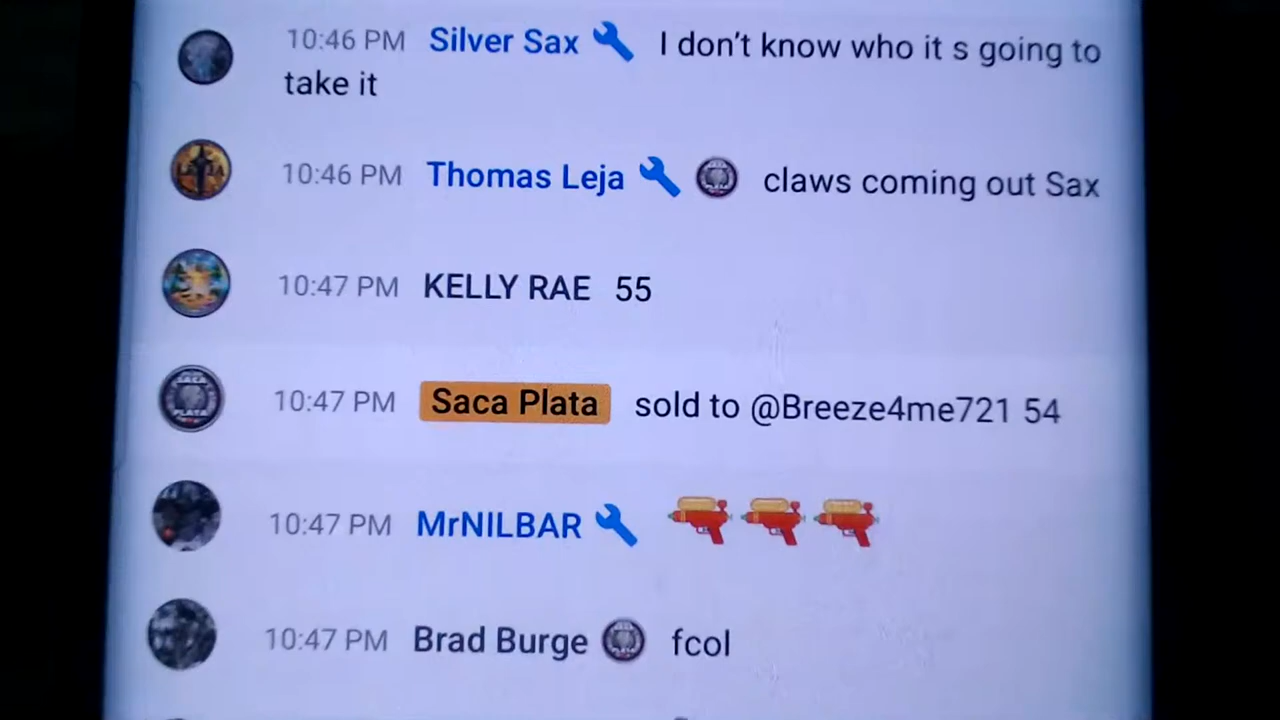 10:46 PM Silver Sax I don't know who it s going to
take it
10:46 PM Thomas Leja claws coming out Sax
10:47 PM KELLY RAE 55
10:47 PM Saca Plata sold to @Breeze4me721 54
10:47 PM MrNILBAR
10:47 PM Brad Burge fcol